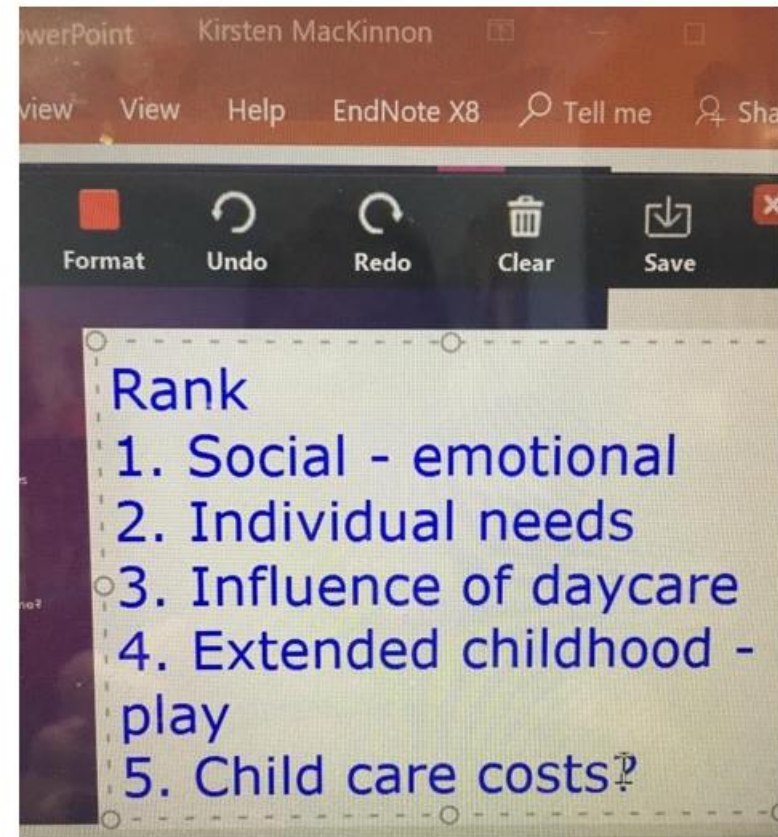 owerPoint Kirsten MacKinnon
view View Help EndNote X8 Tell me Sha
Format Undo Redo Clear Save
Rank
1. Social - emotional
2. Individual needs
3. Influence of daycare
4. Extended childhood -
play
5. Child care costs?